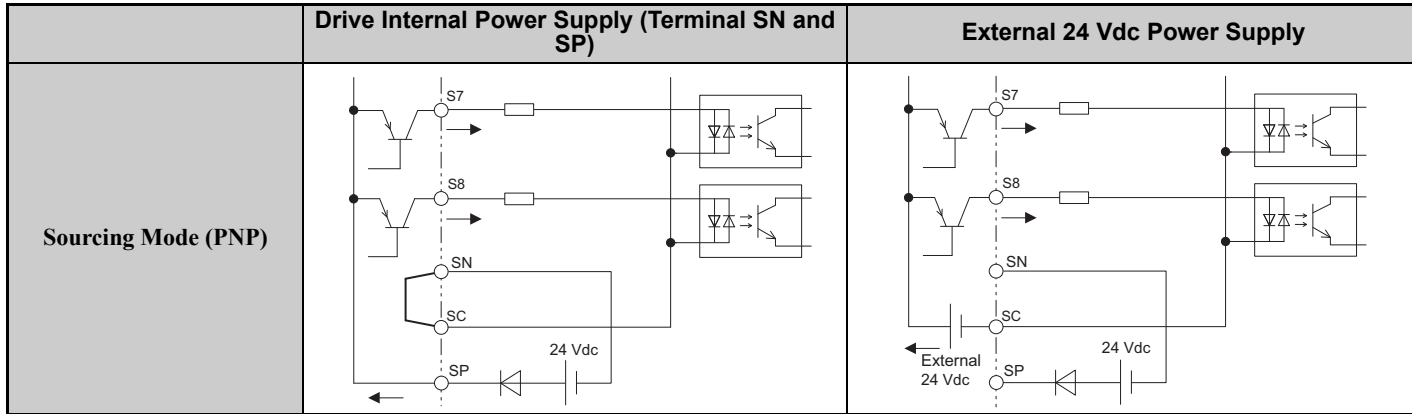 Drive Internal Power Supply (Terminal SN and
SP)
External 24 Vdc Power Supply
Sourcing Mode (PNP)
S7
S8
SN
SC
24 Vdc
SP
S7
S8
SN
SC
External
24 Vdc
24 Vdc
SP